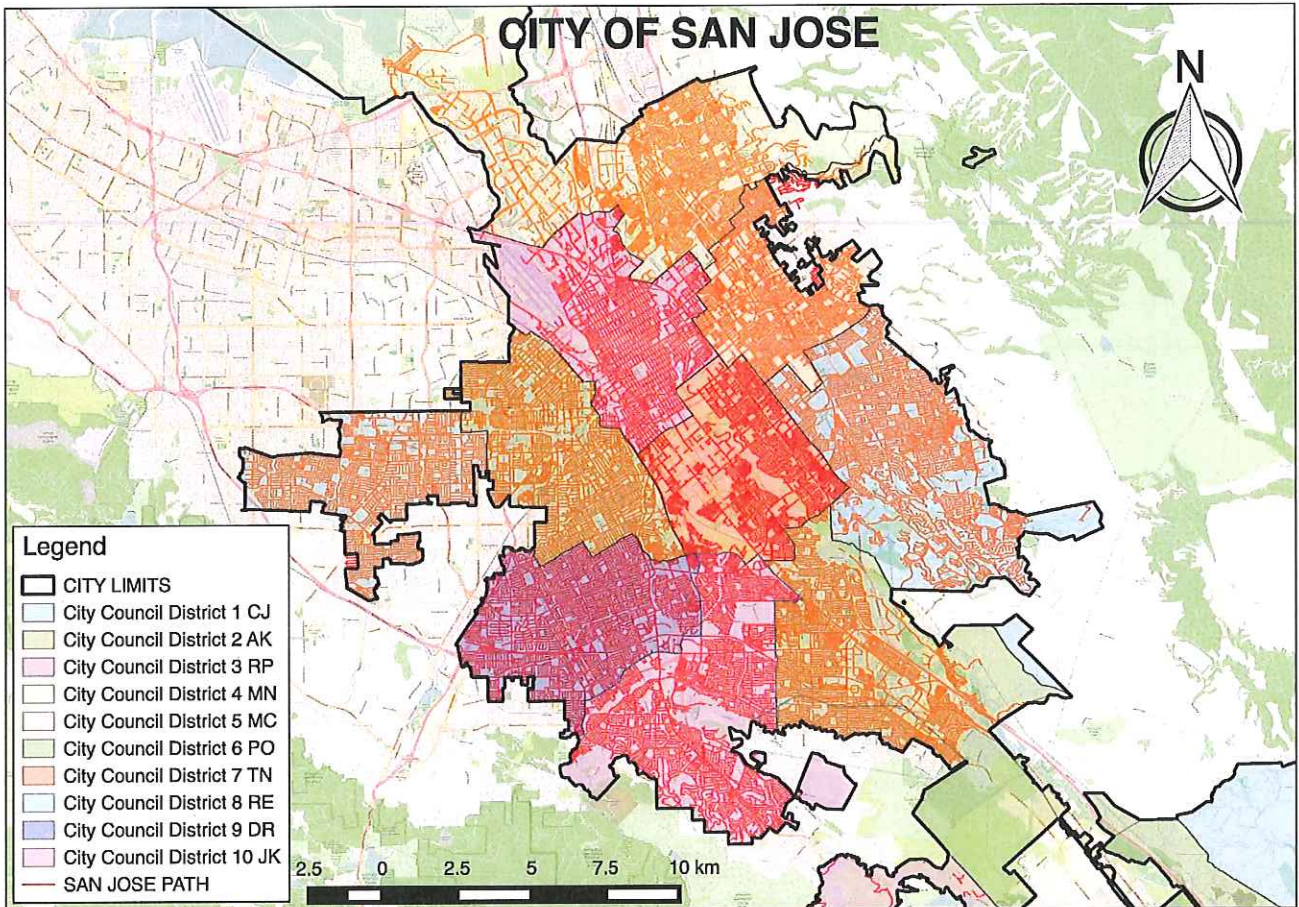 CITY OF SAN JOSE
N
Legend
CITY LIMITS
City Council District 1 CJ
City Council District 2 AK
City Council District 3 RP
City Council District 4 MN
City Council District 5 MC
City Council District 6 PO
City Council District 7 TN
City Council District 8 RE
City Council District 9 DR
City Council District 10 JK
SAN JOSE PATH
2.5 0 2.5 5 7.5 10 km